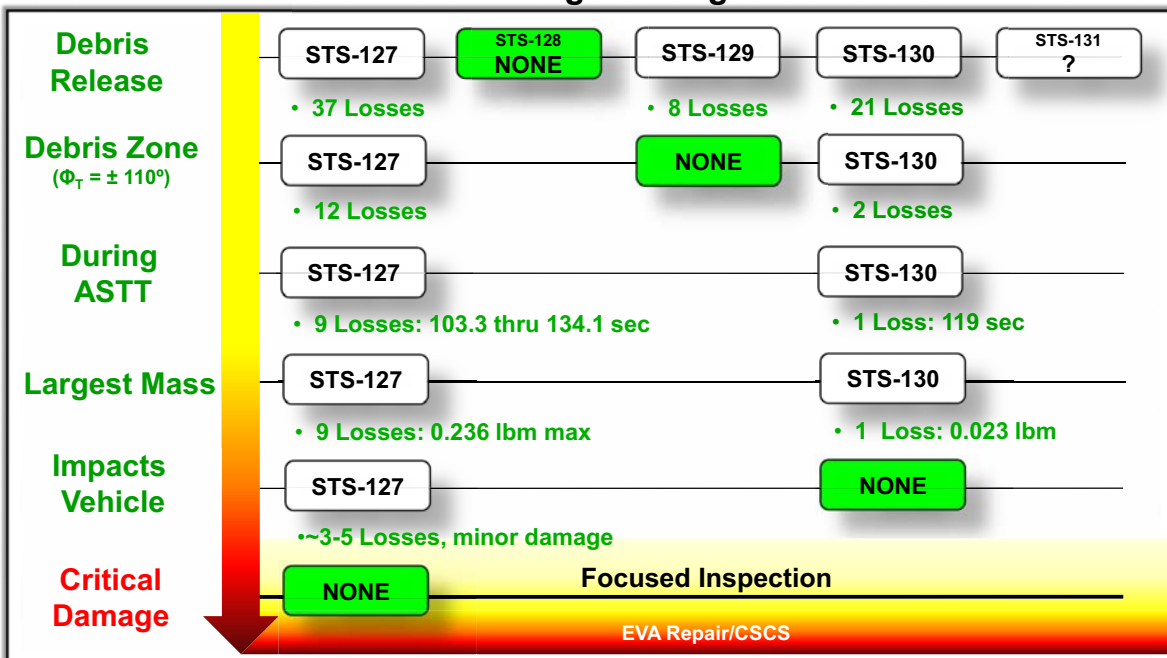 Debris
Release
STS-127
STS-128
NONE
STS-129
STS-130
STS-131
?
• 37 Losses
• 8 Losses
• 21 Losses
Debris Zone
(Φ_T = ± 110º)
STS-127
NONE
STS-130
• 12 Losses
• 2 Losses
During
ASTT
STS-127
STS-130
• 9 Losses: 103.3 thru 134.1 sec
• 1 Loss: 119 sec
Largest Mass
STS-127
STS-130
• 9 Losses: 0.236 lbm max
• 1 Loss: 0.023 lbm
Impacts
Vehicle
STS-127
NONE
•~3-5 Losses, minor damage
Critical
Damage
NONE
Focused Inspection
EVA Repair/CSCS